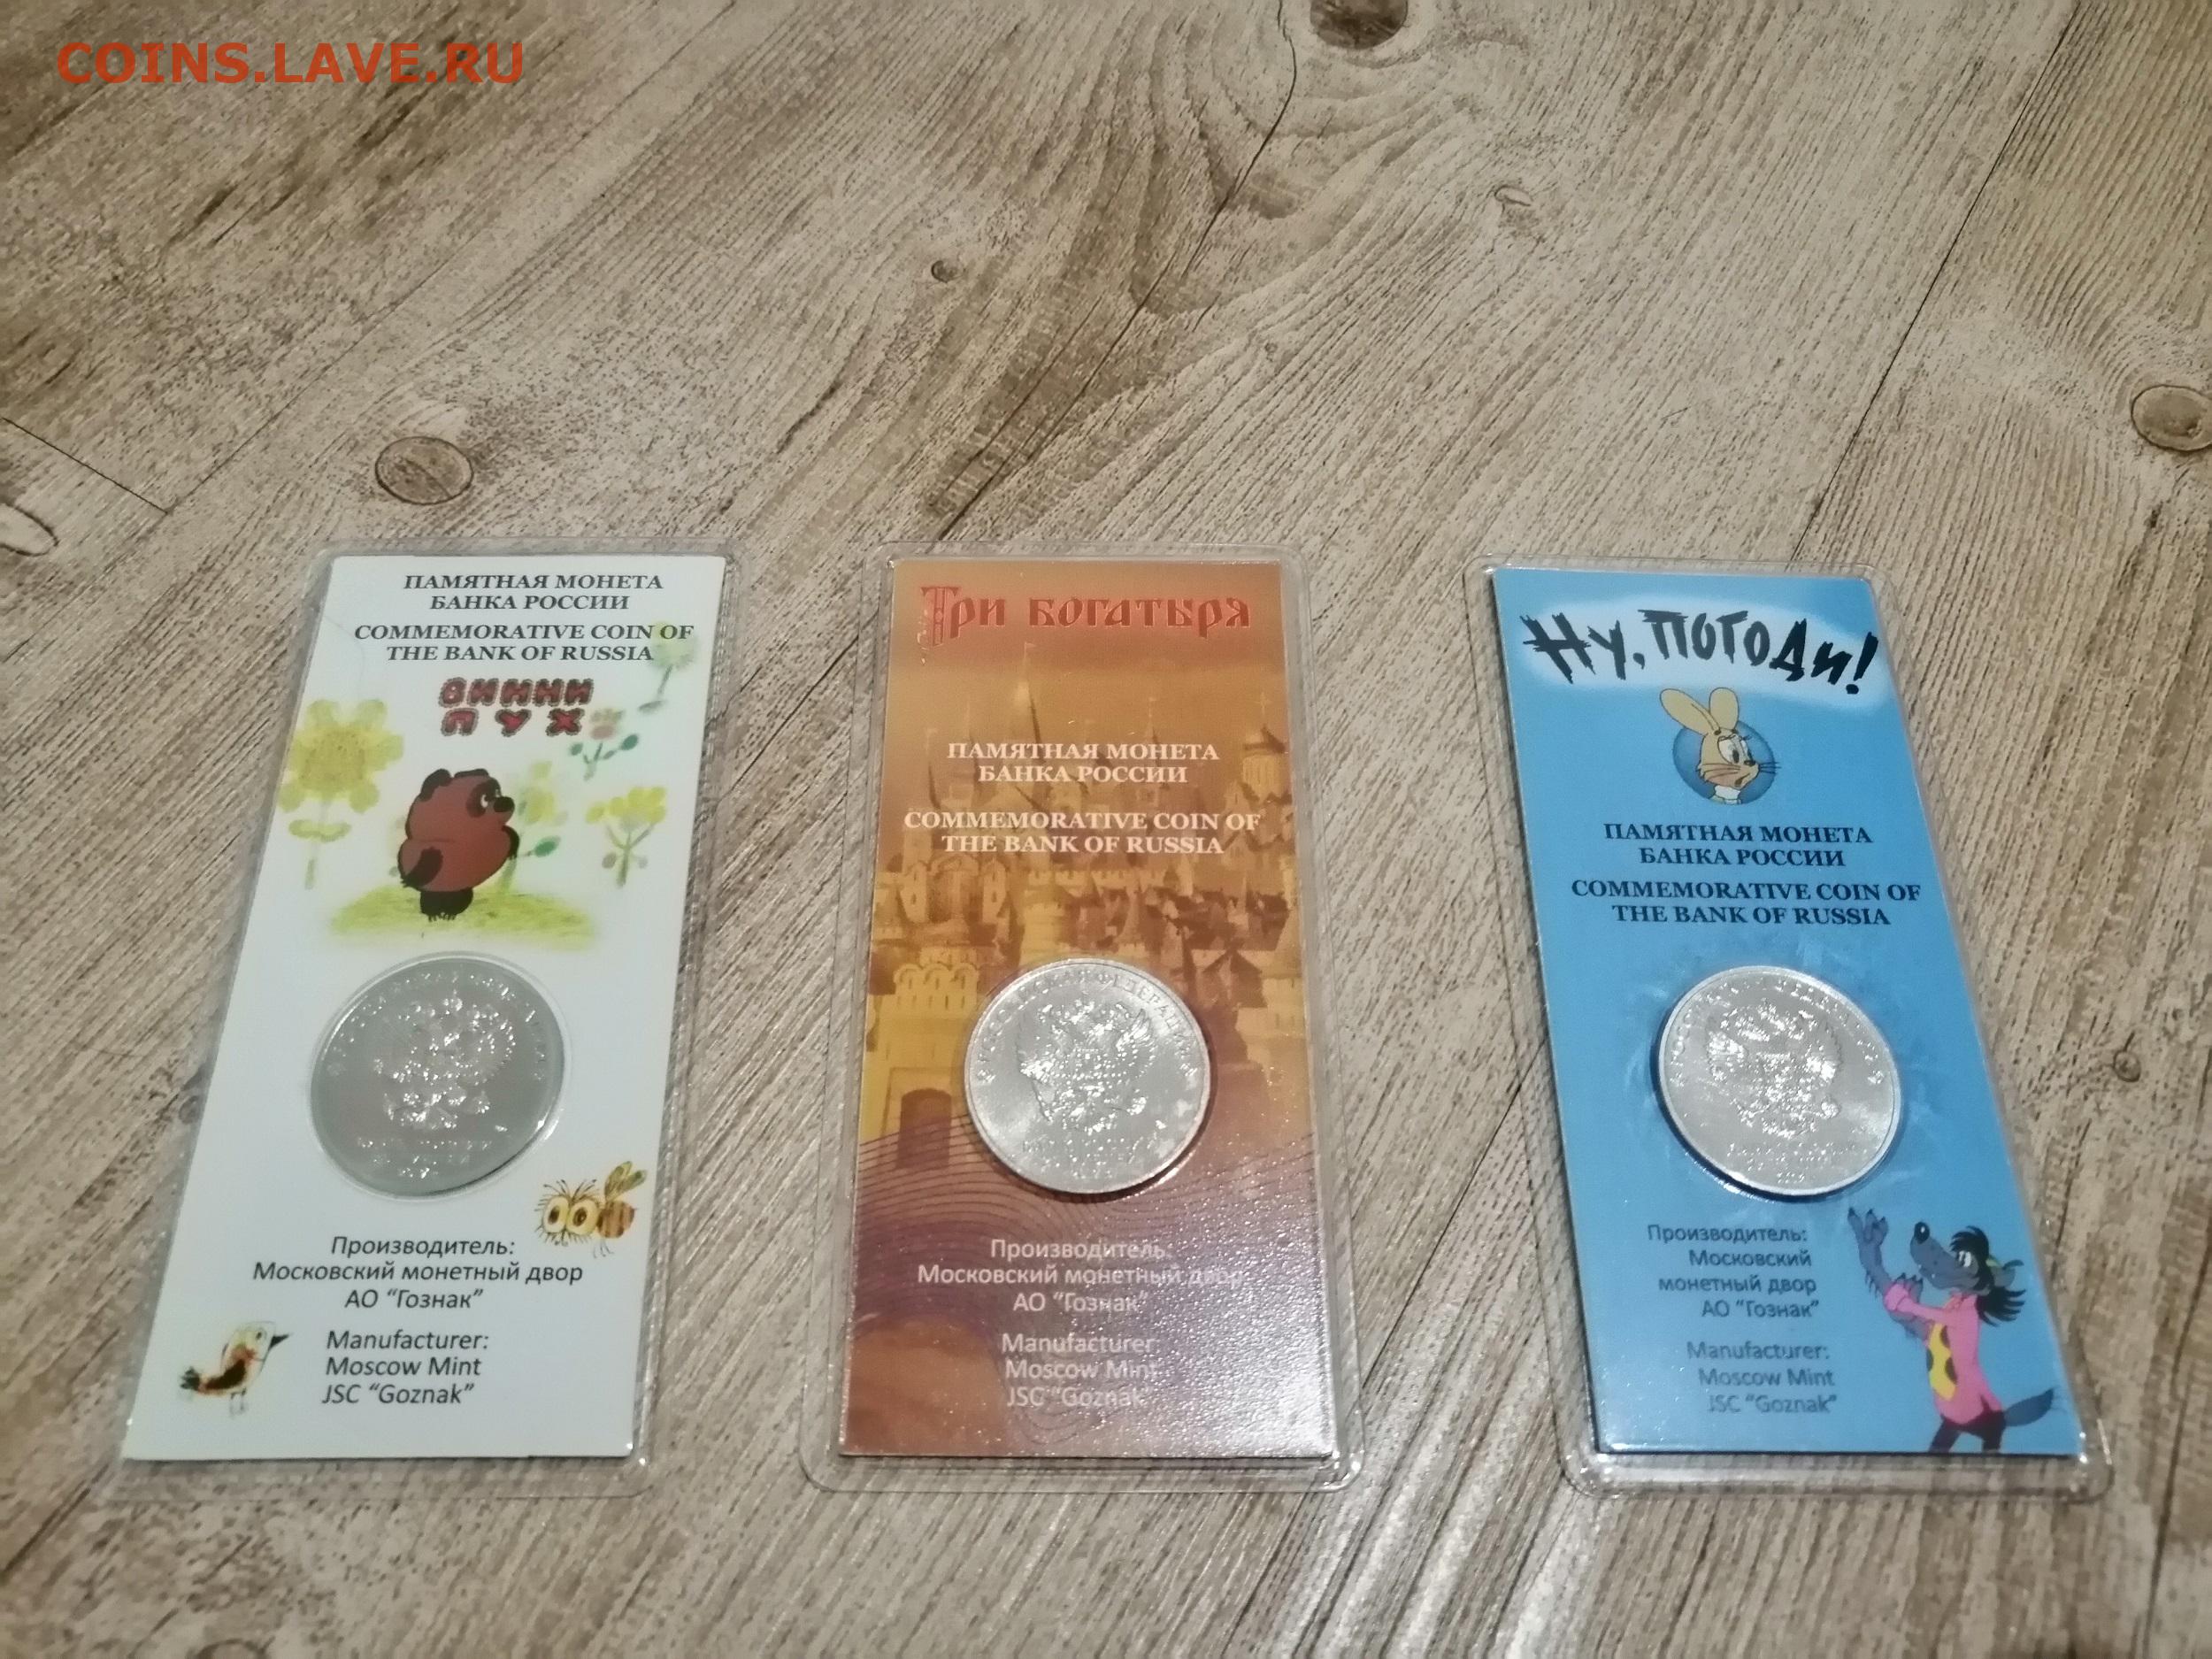 COINS.LAVE.RU
ПАМЯТНАЯ МОНЕТА
БАНКА РОССИИ
COMMEMORATIVE COIN OF
THE BANK OF RUSSIA
ВИННИ
ПУХ
Производитель:
Московский монетный двор
АО "Гознак"
Manufacturer:
Moscow Mint
JSC "Goznak"
Три богатыря
ПАМЯТНАЯ МОНЕТА
БАНКА РОССИИ
COMMEMORATIVE COIN OF
THE BANK OF RUSSIA
РОССИЙСКАЯ ФЕДЕРАЦИЯ
Производитель:
Московский монетный двор
АО "Гознак"
Manufacturer
Moscow Mint
JSC "Goznak"
Ну, погоди!
ПАМЯТНАЯ МОНЕТА
БАНКА РОССИИ
COMMEMORATIVE COIN OF
THE BANK OF RUSSIA
Производитель:
Московский
монетный двор
АО "Гознак"
Manufacturer:
Moscow Mint
JSC "Goznak"